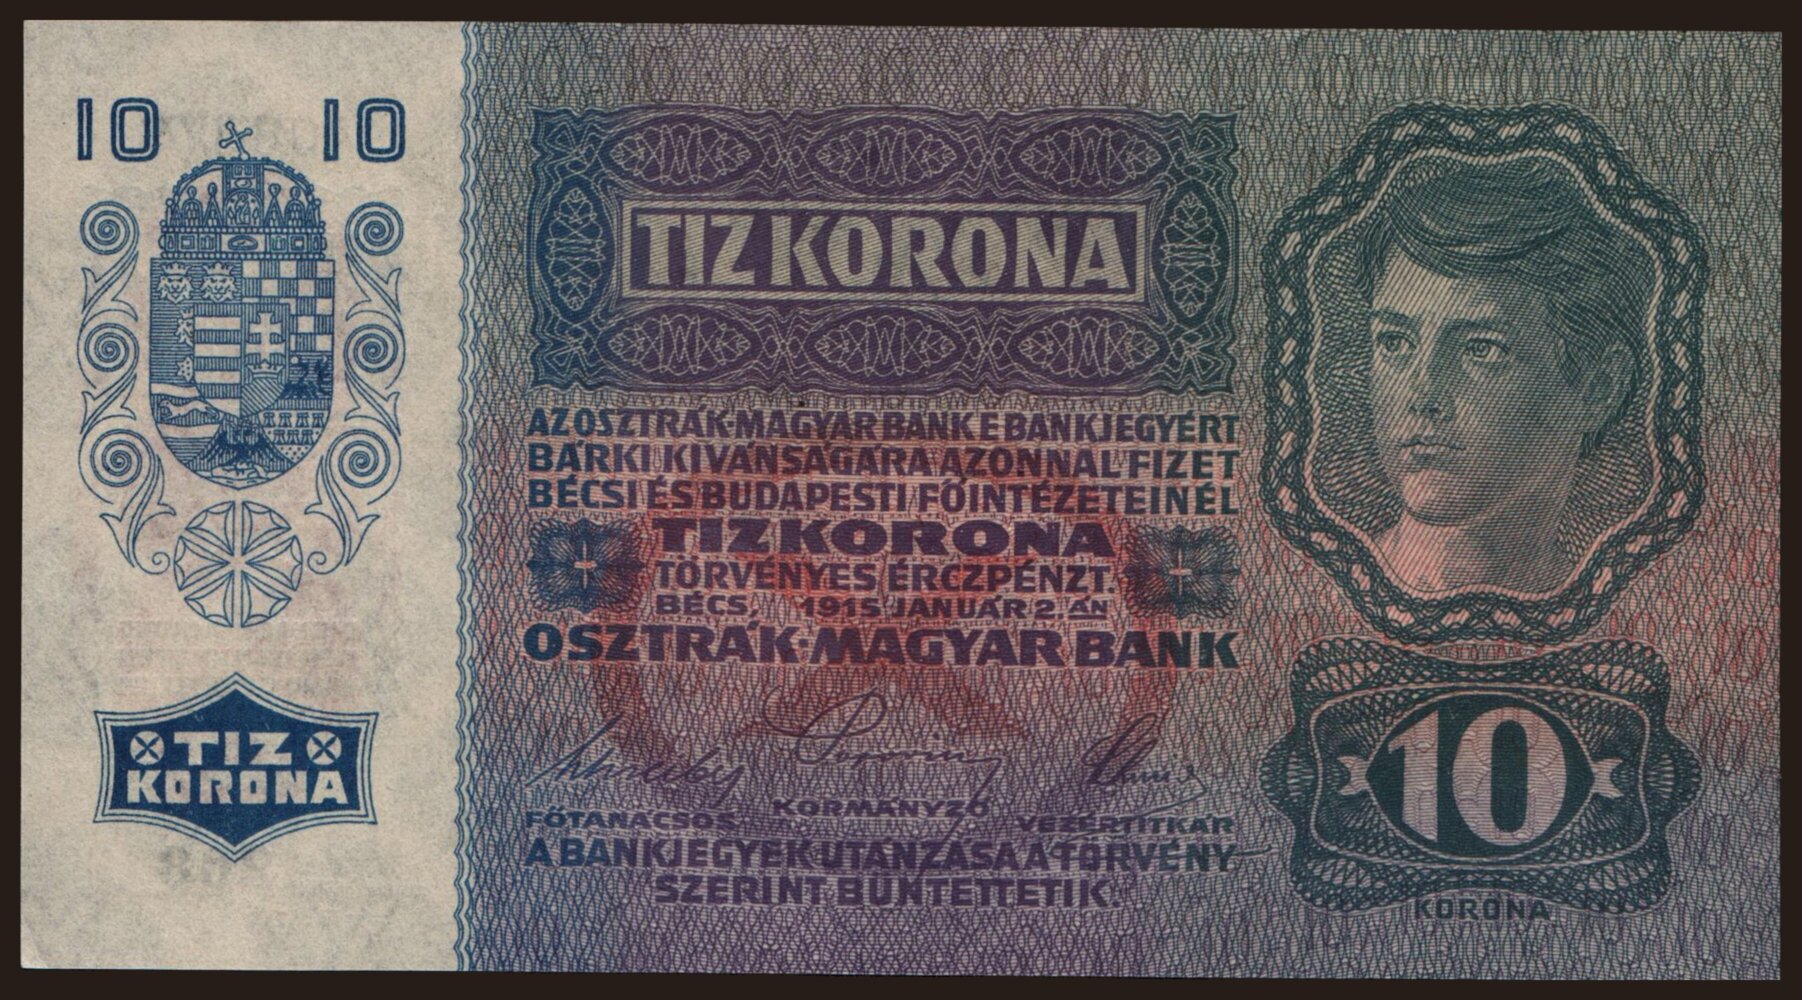 10 10
TIZ
KORONA
TIZ KORONA
AZ OSZTRÁK-MAGYAR BANK E BANKJEGYÉRT
BÁRKI KIVÁNSÁGÁRA AZONNAL FIZET
BÉCSI ÉS BUDAPESTI FŐINTÉZETEINÉL
TIZ KORONA
TÖRVÉNYES ÉRCZPÉNZT.
BÉCS, 1915 JANUÁR 2.-ÁN
OSZTRÁK-MAGYAR BANK
FŐTANÁCSOS KORMÁNYZÓ VEZÉRTITKÁR
A BANKJEGYEK UTÁNZÁSA A TÖRVÉNY
SZERINT BÜNTETTETIK.
10
KORONA